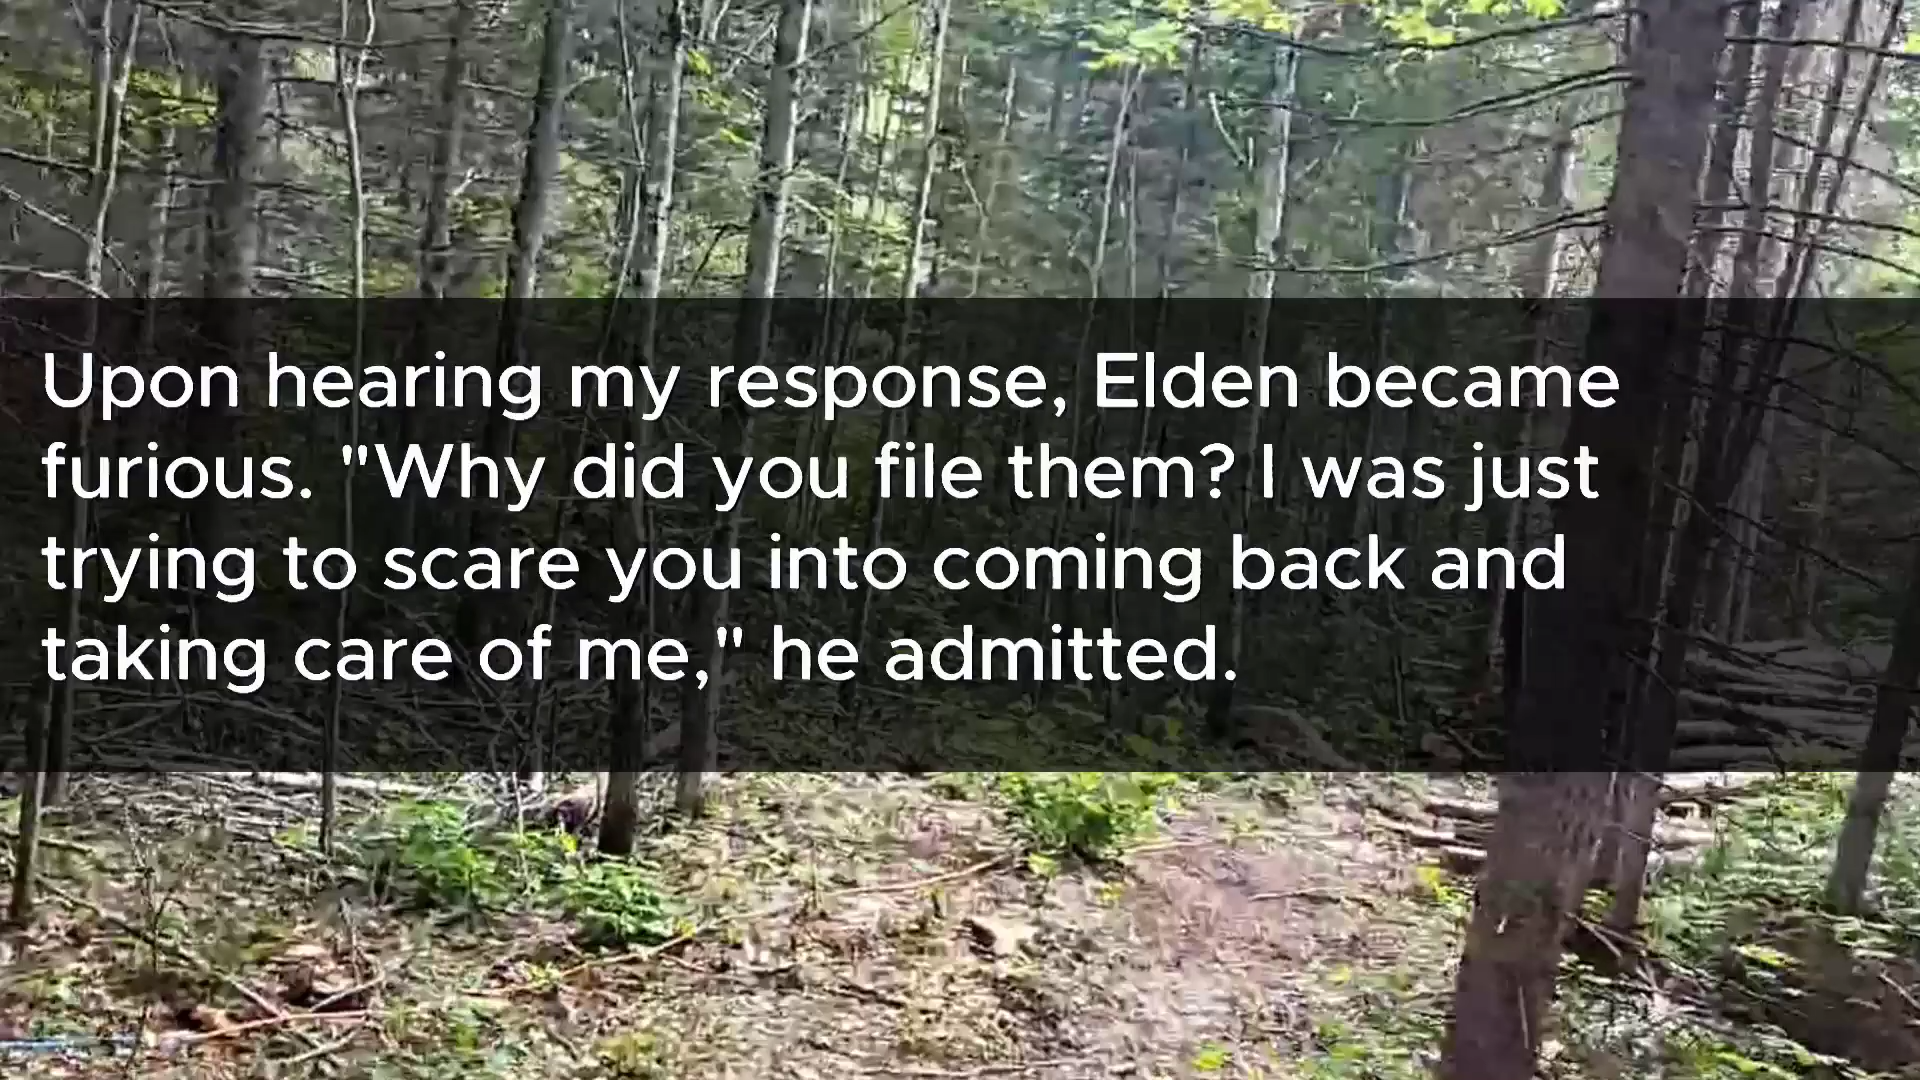 Upon hearing my response, Elden became
furious. "Why did you file them? I was just
trying to scare you into coming back and
taking care of me," he admitted.